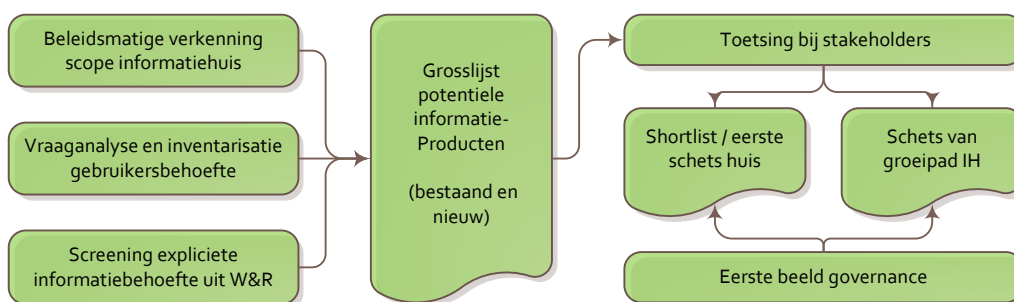 Beleidsmatige verkenning
scope informatiehuis
Vraaganalyse en inventarisatie
gebruikersbehoefte
Screening expliciete
informatiebehoefte uit W&R
Grosslijst
potentiele
informatie-
Producten
(bestaand en
nieuw)
Toetsing bij stakeholders
Shortlist / eerste
schets huis
Schets van
groeipad IH
Eerste beeld governance